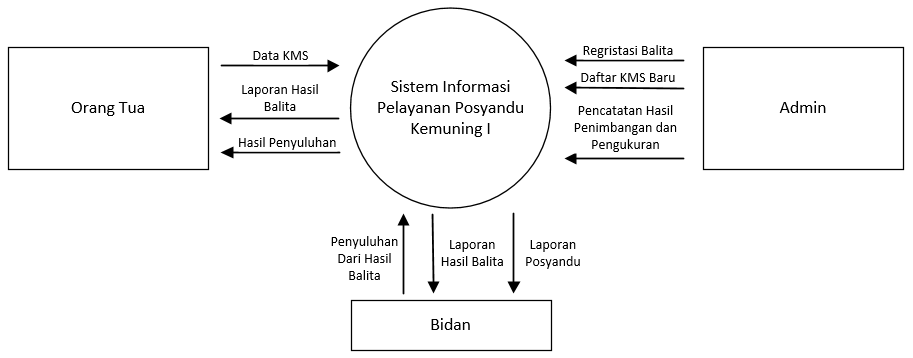 Orang Tua
Data KMS
Laporan Hasil
Balita
Hasil Penyuluhan
Sistem Informasi
Pelayanan Posyandu
Kemuning I
Regristasi Balita
Daftar KMS Baru
Pencatatan Hasil
Penimbangan dan
Pengukuran
Admin
Penyuluhan
Dari Hasil
Balita
Laporan
Hasil Balita
Laporan
Posyandu
Bidan